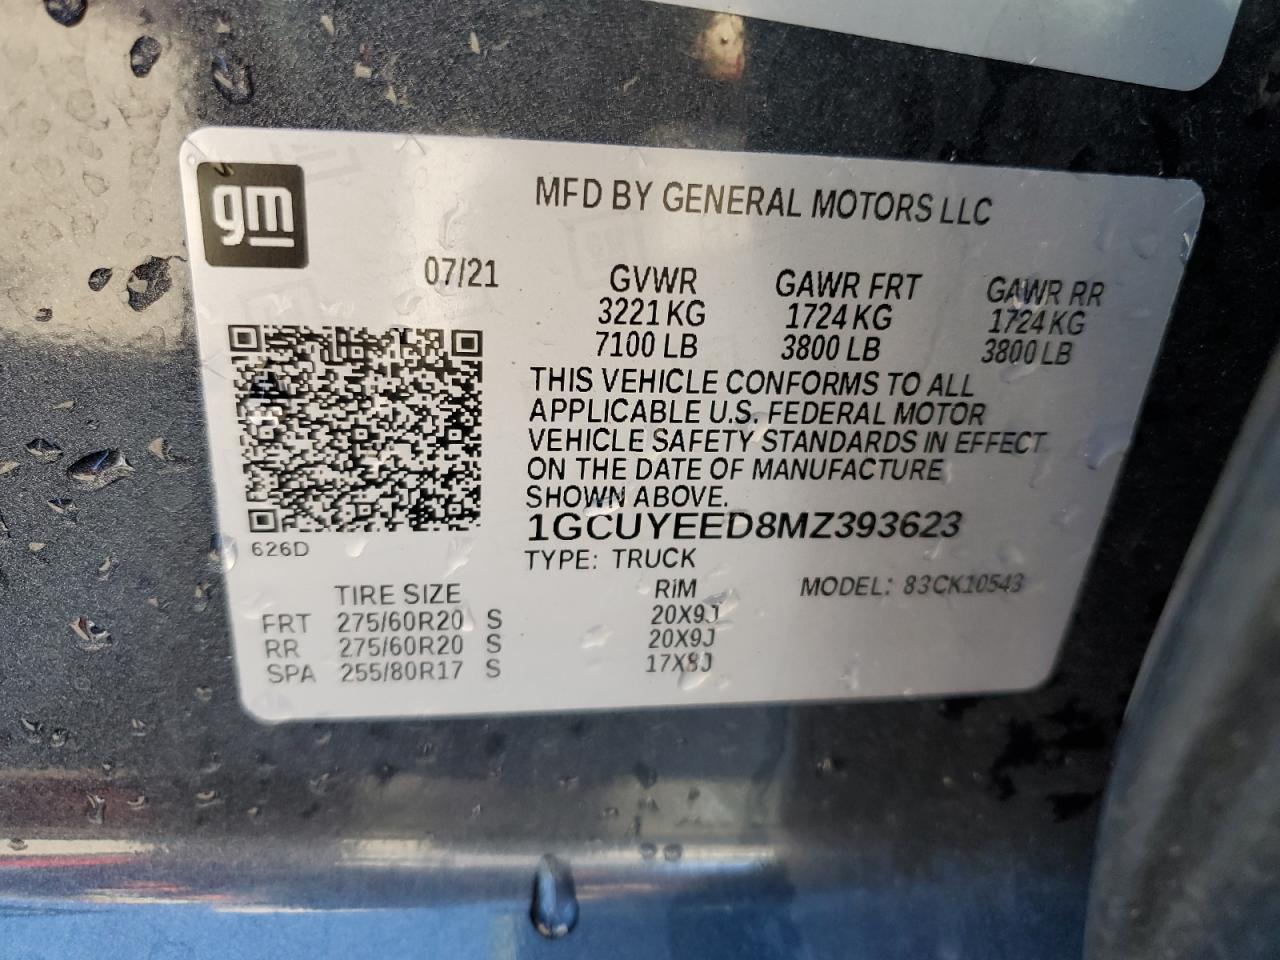 gm
MFD BY GENERAL MOTORS LLC
07/21
GVWR GAWR FRT GAWR RR
3221 KG 1724 KG 1724 KG
7100 LB 3800 LB 3800 LB
THIS VEHICLE CONFORMS TO ALL
APPLICABLE U.S. FEDERAL MOTOR
VEHICLE SAFETY STANDARDS IN EFFECT
ON THE DATE OF MANUFACTURE
SHOWN ABOVE.
1GCUYEED8MZ393623
626D
TYPE: TRUCK
TIRE SIZE RIM MODEL: 83CK10543
FRT 275/60R20 S 20X9J
RR 275/60R20 S 20X9J
SPA 255/80R17 S 17X8J